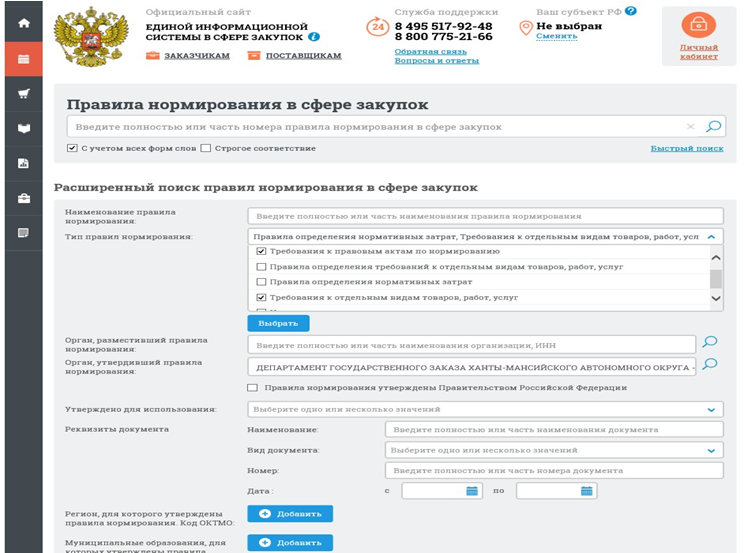 Официальный сайт
ЕДИНОЙ ИНФОРМАЦИОННОЙ
СИСТЕМЫ В СФЕРЕ ЗАКУПОК
ЗАКАЗЧИКАМ ПОСТАВЩИКАМ
Служба поддержки
24
8 495 517-92-48
8 800 775-21-66
Обратная связь
Вопросы и ответы
Ваш субъект РФ ?
Не выбран
Сменить
Личный
кабинет
Правила нормирования в сфере закупок
Введите полностью или часть номера правила нормирования в сфере закупок
С учетом всех форм слов Строгое соответствие Быстрый поиск
Расширенный поиск правил нормирования в сфере закупок
Наименование правила
нормирования:
Введите полностью или часть наименования правила нормирования
Тип правил нормирования: Правила определения нормативных затрат, Требования к отдельным видам товаров, работ, усл
Требования к правовым актам по нормированию
Правила определения требований к отдельным видам товаров, работ, услуг
Правила определения нормативных затрат
Требования к отдельным видам товаров, работ, услуг
Выбрать
Орган, разместивший правила
нормирования:
Введите полностью или часть наименования организации, ИНН
Орган, утвердивший правила
нормирования:
ДЕПАРТАМЕНТ ГОСУДАРСТВЕННОГО ЗАКАЗА ХАНТЫ-МАНСИЙСКОГО АВТОНОМНОГО ОКРУГА -
Правила нормирования утверждены Правительством Российской Федерации
Утверждено для использования: Выберите одно или несколько значений
Реквизиты документа Наименование: Введите полностью или часть наименования документа
Вид документа: Выберите одно или несколько значений
Номер: Введите полностью или часть номера документа
Дата : с по
Регион, для которого утверждены
правила нормирования. Код ОКТМО:
Добавить
Муниципальные образования, для
которых утверждены правила
Добавить